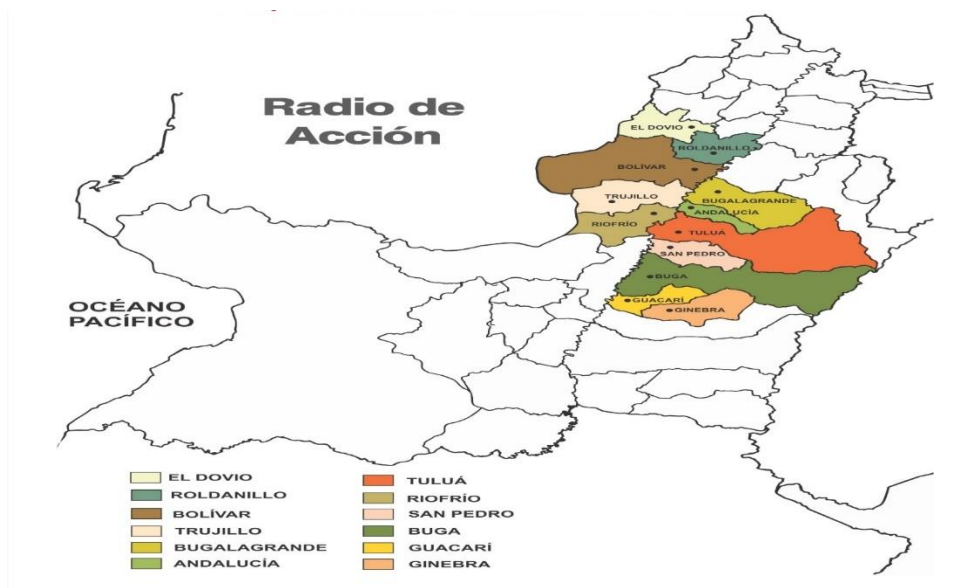 Radio de
Acción
EL DOVIO
ROLDANILLO
BOLÍVAR
TRUJILLO
BUGALAGRANDE
ANDALUCÍA
RIOFRÍO
TULUÁ
SAN PEDRO
BUGA
GUACARÍ
GINEBRA
OCÉANO
PACÍFICO
EL DOVIO
ROLDANILLO
BOLÍVAR
TRUJILLO
BUGALAGRANDE
ANDALUCÍA
TULUÁ
RIOFRÍO
SAN PEDRO
BUGA
GUACARÍ
GINEBRA